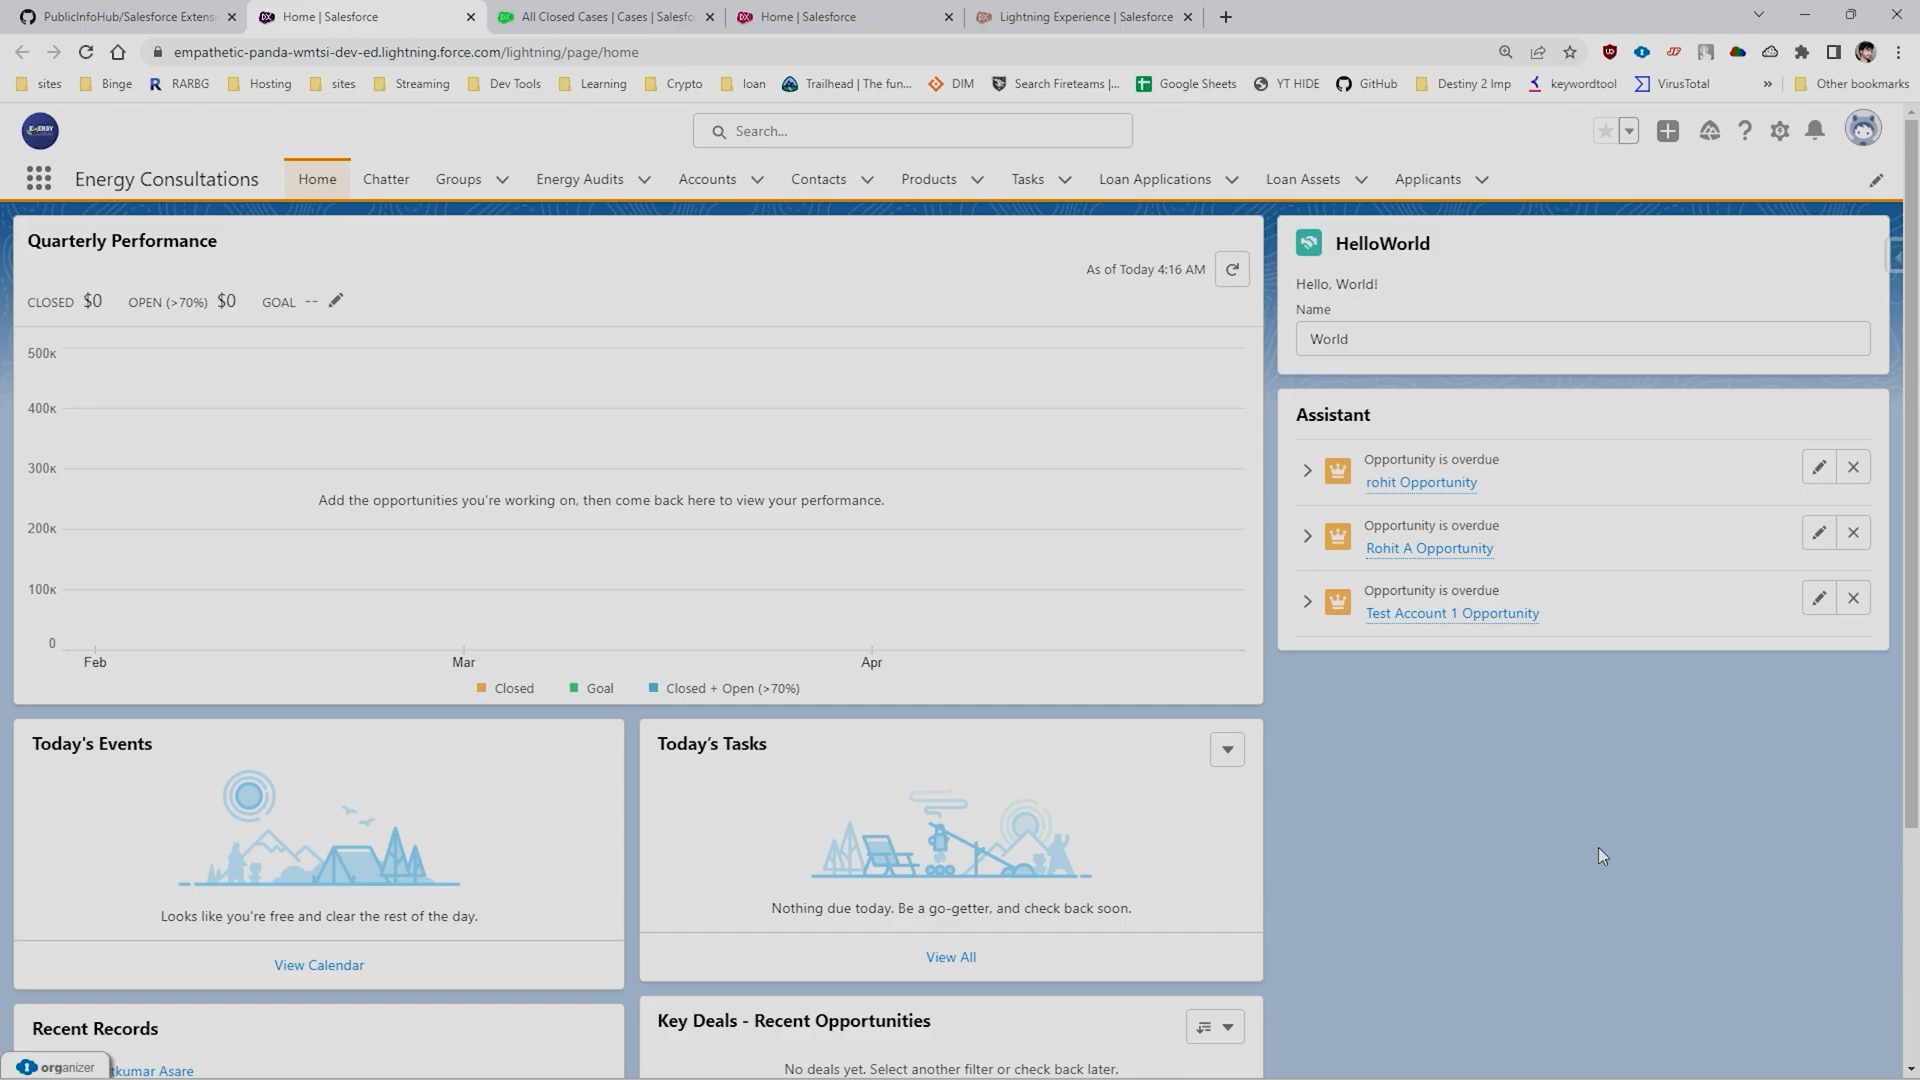 PublicInfoHub/Salesforce Extensi
Home | Salesforce
All Closed Cases | Cases | Salesfo
Home | Salesforce
Lightning Experience | Salesforce
empathetic-panda-wmtsi-dev-ed.lightning.force.com/lightning/page/home
sites
Binge
RARBG
Hosting
sites
Streaming
Dev Tools
Learning
Crypto
loan
Trailhead | The fun...
DIM
Search Fireteams |...
Google Sheets
YT HIDE
GitHub
Destiny 2 Imp
keywordtool
VirusTotal
»
Other bookmarks
ENERGY
Search...
Energy Consultations
Home
Chatter
Groups
Energy Audits
Accounts
Contacts
Products
Tasks
Loan Applications
Loan Assets
Applicants
Quarterly Performance
As of Today 4:16 AM
CLOSED $0 OPEN (>70%) $0 GOAL --
500K
400K
300K
200K
100K
0
Add the opportunities you're working on, then come back here to view your performance.
Feb
Mar
Apr
Closed
Goal
Closed + Open (>70%)
HelloWorld
Hello, World!
Name
World
Assistant
Opportunity is overdue
rohit Opportunity
Opportunity is overdue
Rohit A Opportunity
Opportunity is overdue
Test Account 1 Opportunity
Today's Events
Looks like you're free and clear the rest of the day.
View Calendar
Today's Tasks
Nothing due today. Be a go-getter, and check back soon.
View All
Recent Records
tkumar Asare
organizer
Key Deals - Recent Opportunities
No deals yet. Select another filter or check back later.